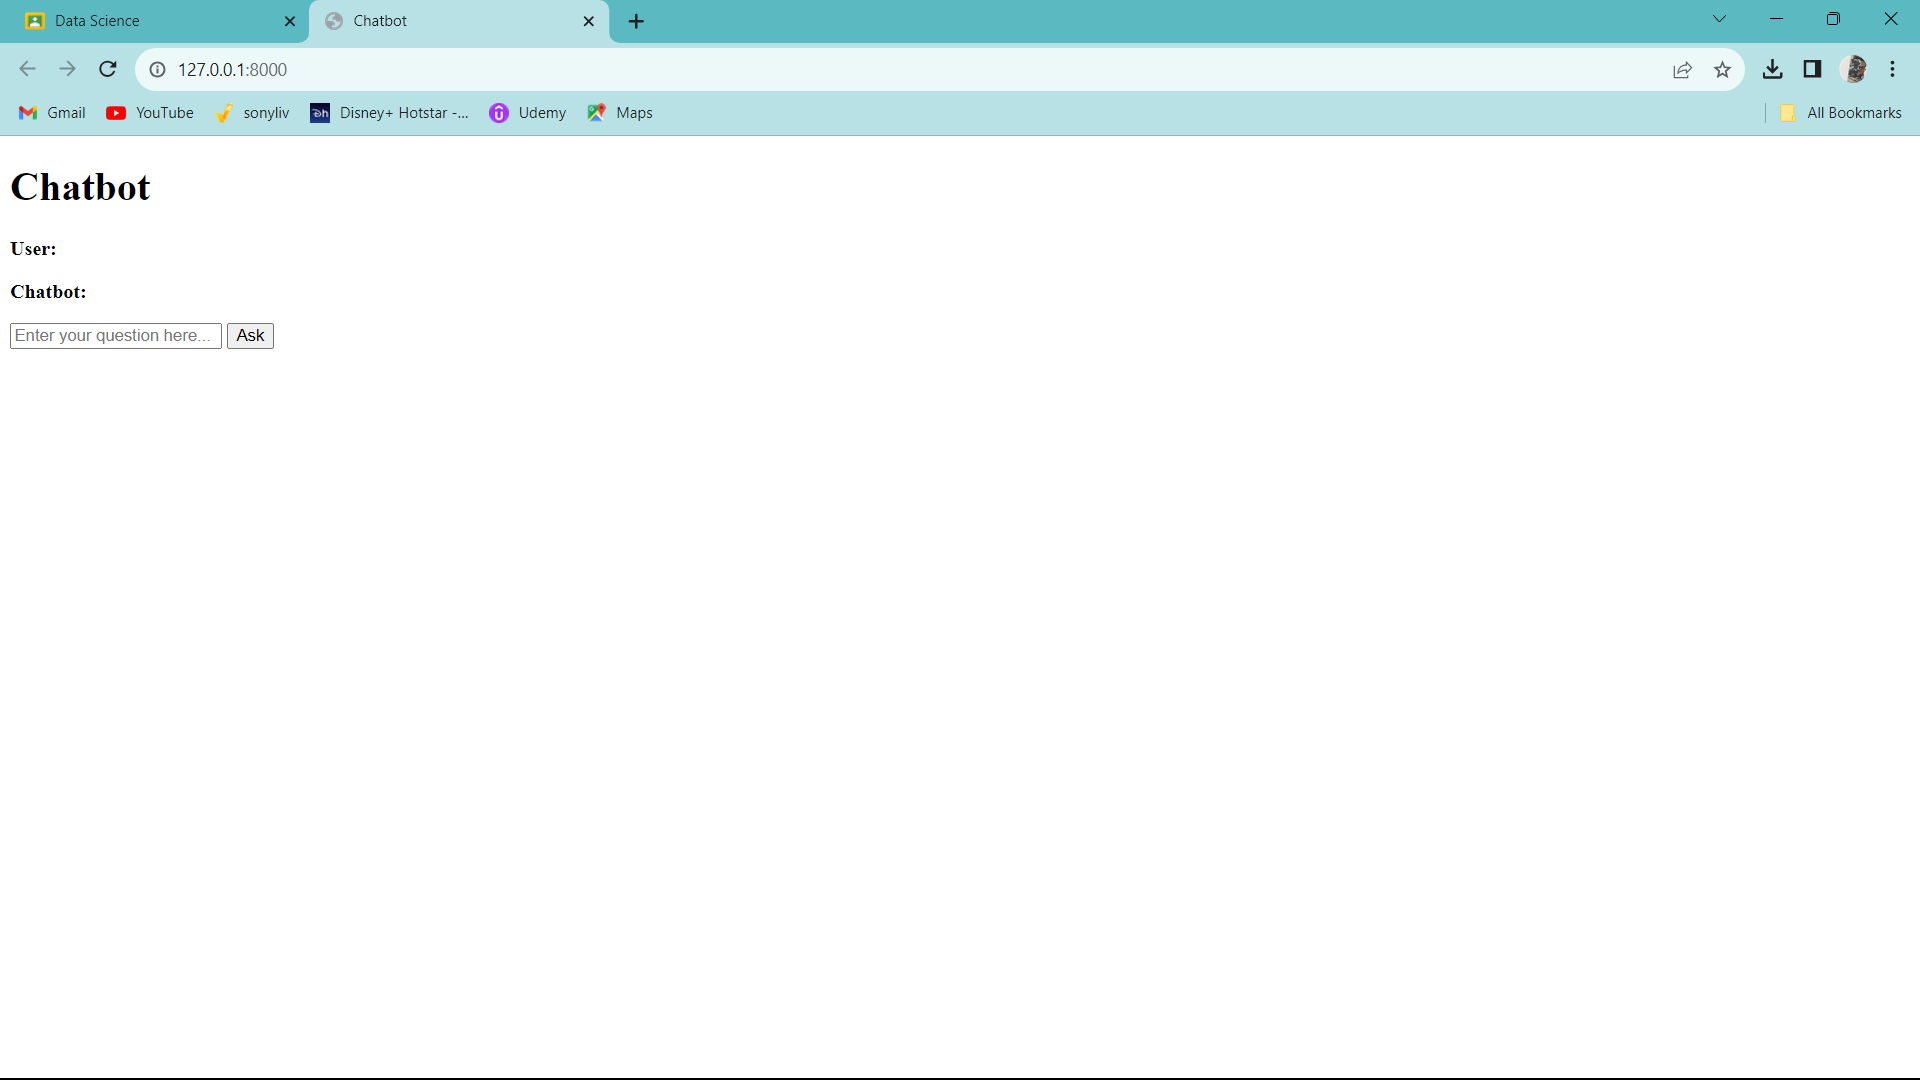 Data Science
Chatbot
127.0.0.1:8000
Gmail YouTube sonyliv Disney+ Hotstar -... Udemy Maps All Bookmarks
Chatbot
User:
Chatbot:
Enter your question here... Ask